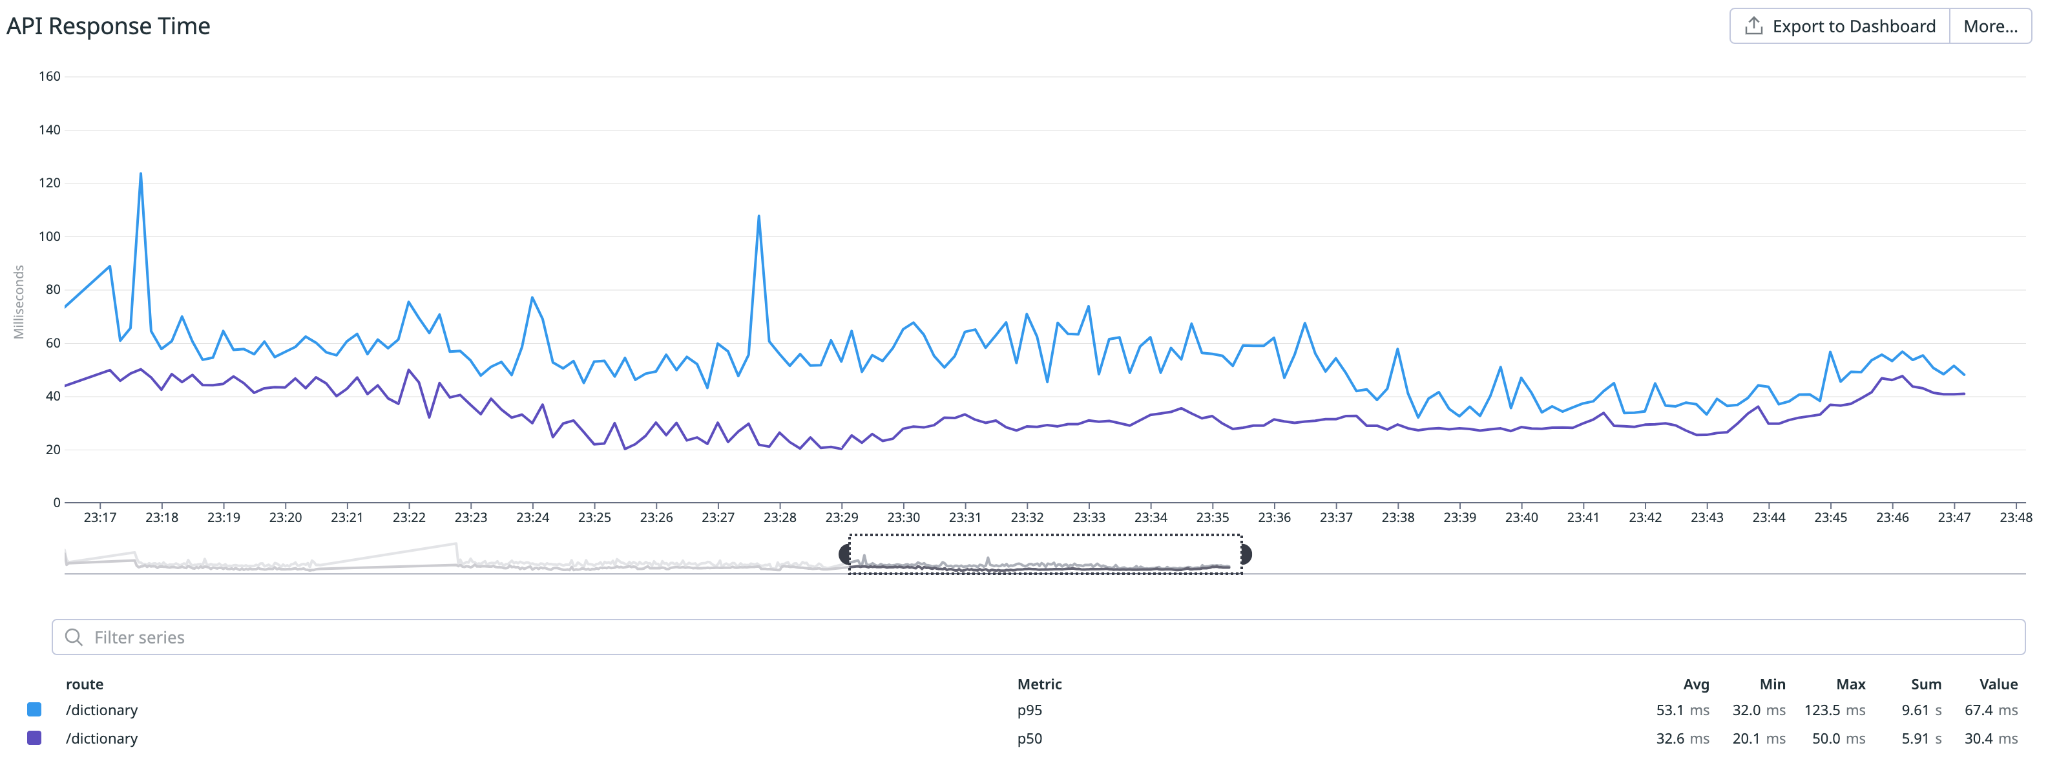 API Response Time
Export to Dashboard More...
Milliseconds
160
140
120
100
80
60
40
20
0
23:17 23:18 23:19 23:20 23:21 23:22 23:23 23:24 23:25 23:26 23:27 23:28 23:29 23:30 23:31 23:32 23:33 23:34 23:35 23:36 23:37 23:38 23:39 23:40 23:41 23:42 23:43 23:44 23:45 23:46 23:47 23:48
Filter series
route Metric Avg Min Max Sum Value
/dictionary p95 53.1 ms 32.0 ms 123.5 ms 9.61 s 67.4 ms
/dictionary p50 32.6 ms 20.1 ms 50.0 ms 5.91 s 30.4 ms